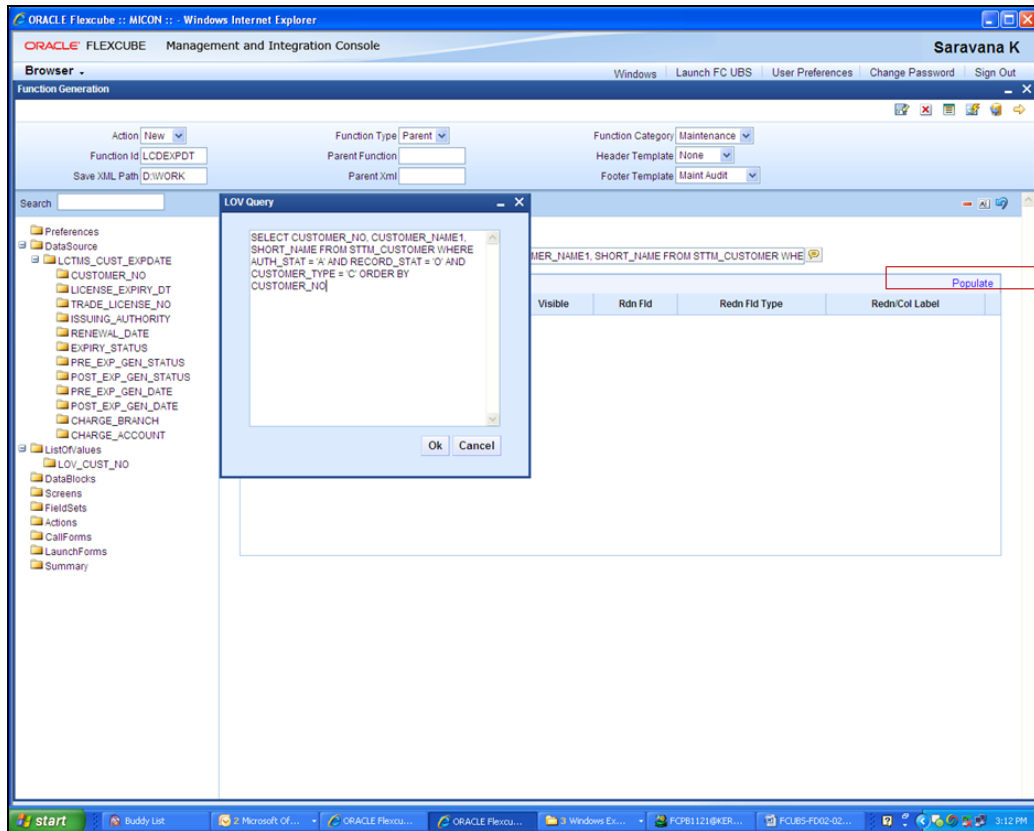 ORACLE Flexcube :: MICON :: - Windows Internet Explorer
ORACLE FLEXCUBE Management and Integration Console
Saravana K
Browser
Windows Launch FC UBS User Preferences Change Password Sign Out
Function Generation
Action New Function Type Parent Function Category Maintenance
Function Id LCDEXPDT Parent Function Header Template None
Save XML Path D:\WORK Parent Xml Footer Template Maint Audit
Search
LOV Query
Preferences
DataSource
LCTMS_CUST_EXPDATE
CUSTOMER_NO
LICENSE_EXPIRY_DT
TRADE_LICENSE_NO
ISSUING_AUTHORITY
RENEWAL_DATE
EXPIRY_STATUS
PRE_EXP_GEN_STATUS
POST_EXP_GEN_STATUS
PRE_EXP_GEN_DATE
POST_EXP_GEN_DATE
CHARGE_BRANCH
CHARGE_ACCOUNT
ListOfValues
LOV_CUST_NO
DataBlocks
Screens
FieldSets
Actions
CallForms
LaunchForms
Summary
SELECT CUSTOMER_NO, CUSTOMER_NAME1,
SHORT_NAME FROM STTM_CUSTOMER WHERE
AUTH_STAT = 'A' AND RECORD_STAT = 'O' AND
CUSTOMER_TYPE = 'C' ORDER BY
CUSTOMER_NO
Ok Cancel
MER_NAME1, SHORT_NAME FROM STTM_CUSTOMER WHE
Populate
Visible Rdn Fld Redn Fld Type Redn/Col Label
start Buddy List 2 Microsoft Of... ORACLE Flexcu... ORACLE Flexcu... 3 Windows Ex... FCPB1121@KER... FCUBS-FD02-02... 3:12 PM